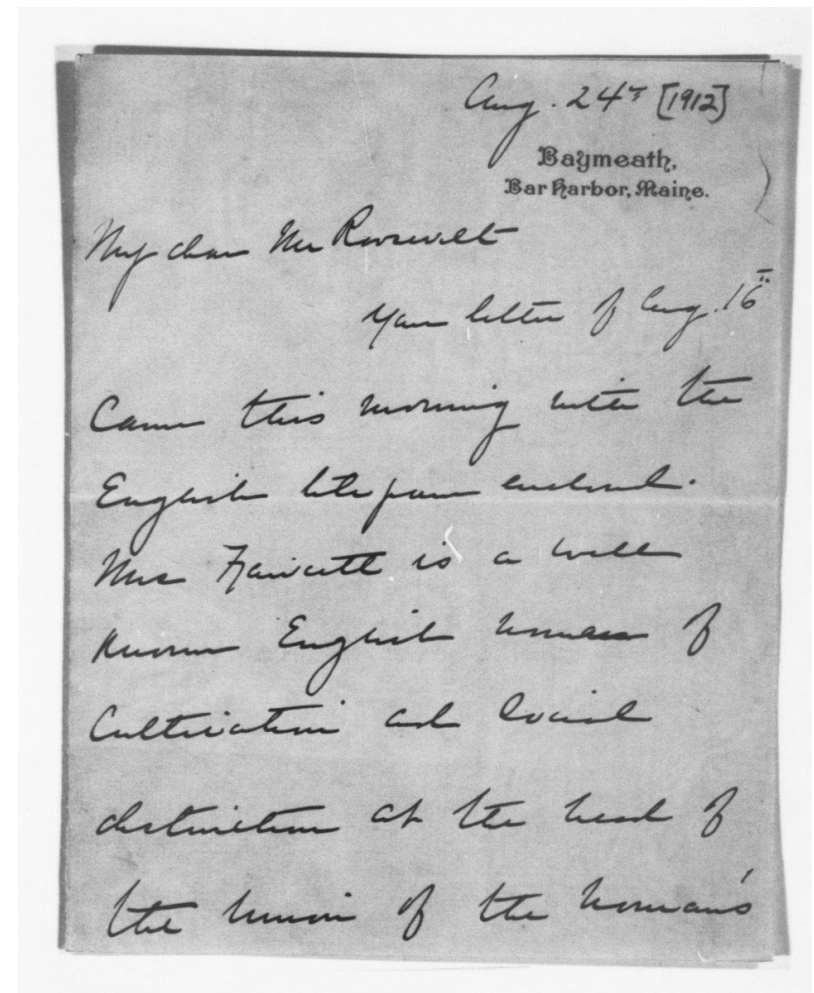 Aug. 24th [1912]
Baymeath,
Bar Harbor, Maine.
My dear Mr Roosevelt
Your letter of Aug. 16th
Came this morning with the
English enclosed.
Mrs Fawcett is a well
known English woman of
Cultivation and Social
distinction at the head of
the Union of the Woman's